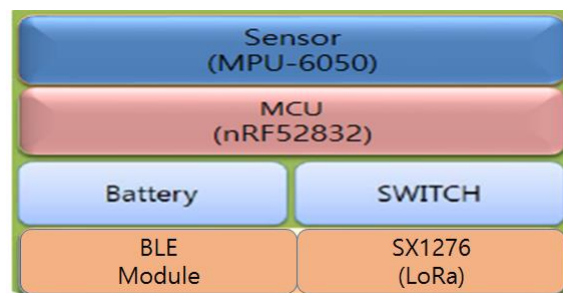 Sensor
(MPU-6050)
MCU
(nRF52832)
Battery
SWITCH
BLE
Module
SX1276
(LoRa)